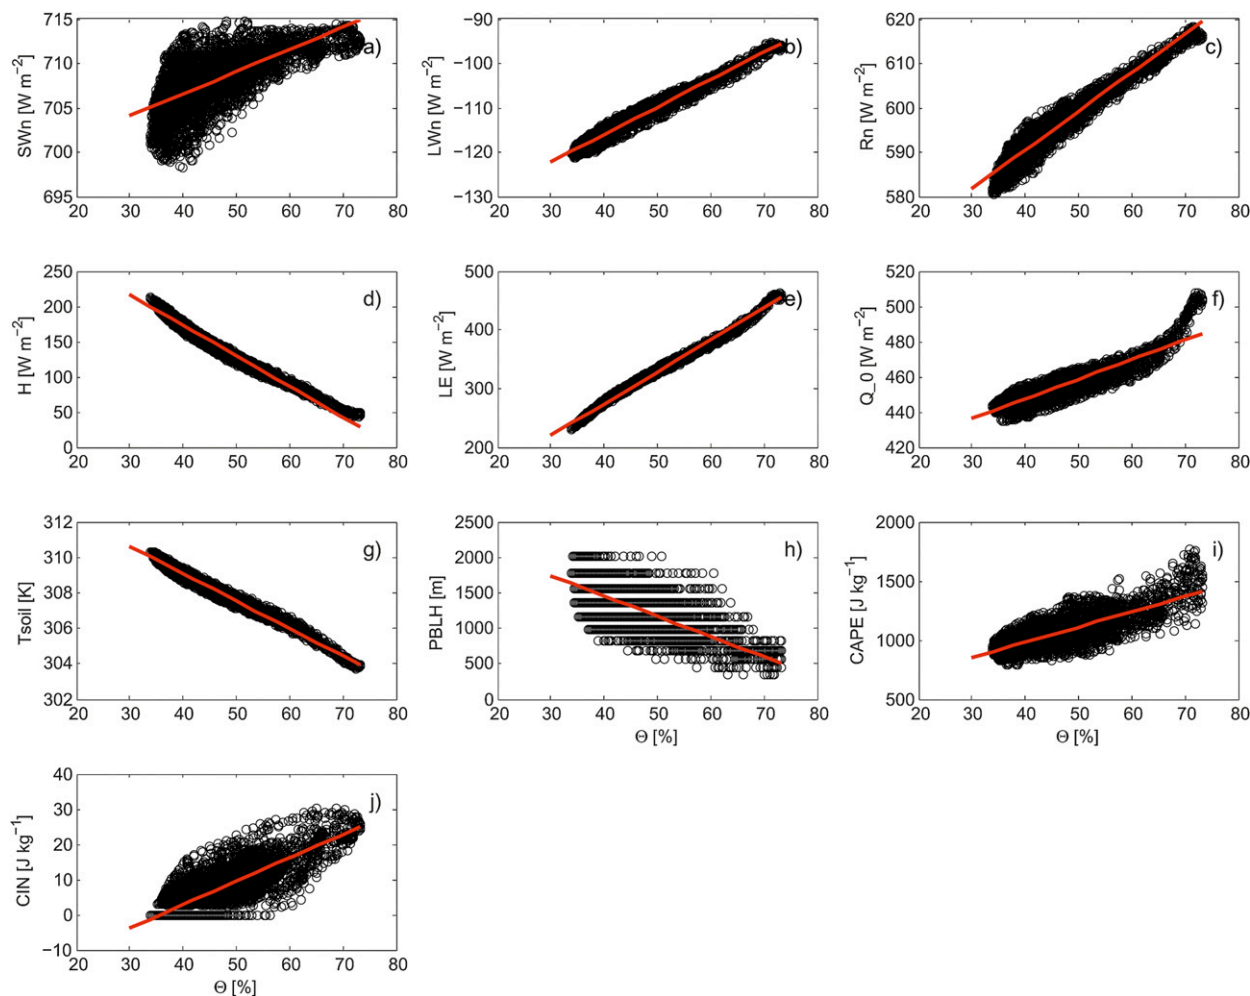 715
710
705
700
695
SWn [W m−2]
a)
20 30 40 50 60 70 80
−90
−100
−110
−120
−130
LWn [W m−2]
b)
20 30 40 50 60 70 80
620
610
600
590
580
Rn [W m−2]
c)
20 30 40 50 60 70 80
250
200
150
100
50
0
H [W m−2]
d)
20 30 40 50 60 70 80
500
400
300
200
LE [W m−2]
e)
20 30 40 50 60 70 80
520
500
480
460
440
420
Q_0 [W m−2]
f)
20 30 40 50 60 70 80
312
310
308
306
304
302
Tsoil [K]
g)
20 30 40 50 60 70 80
2500
2000
1500
1000
500
0
PBLH [m]
h)
20 30 40 50 60 70 80
Θ [%]
2000
1500
1000
500
CAPE [J kg−1]
i)
20 30 40 50 60 70 80
Θ [%]
40
30
20
10
0
−10
CIN [J kg−1]
j)
20 30 40 50 60 70 80
Θ [%]